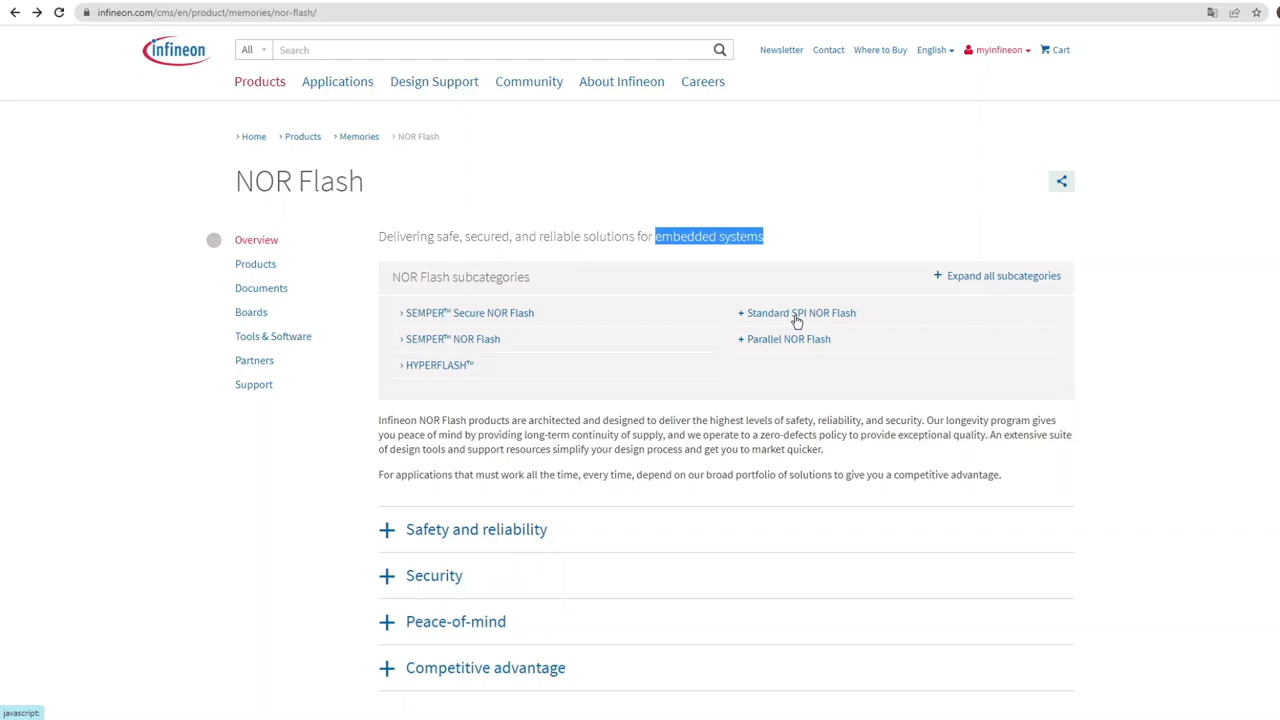 infineon.com/cms/en/product/memories/nor-flash/
infineon
All
Search
Newsletter Contact Where to Buy English myInfineon Cart
Products Applications Design Support Community About Infineon Careers
> Home > Products > Memories > NOR Flash
NOR Flash
Overview
Products
Documents
Boards
Tools & Software
Partners
Support
Delivering safe, secured, and reliable solutions for embedded systems
NOR Flash subcategories
+ Expand all subcategories
> SEMPER™ Secure NOR Flash
+ Standard SPI NOR Flash
> SEMPER™ NOR Flash
+ Parallel NOR Flash
> HYPERFLASH™
Infineon NOR Flash products are architected and designed to deliver the highest levels of safety, reliability, and security. Our longevity program gives
you peace of mind by providing long-term continuity of supply, and we operate to a zero-defects policy to provide exceptional quality. An extensive suite
of design tools and support resources simplify your design process and get you to market quicker.
For applications that must work all the time, every time, depend on our broad portfolio of solutions to give you a competitive advantage.
+ Safety and reliability
+ Security
+ Peace-of-mind
+ Competitive advantage
javascript: